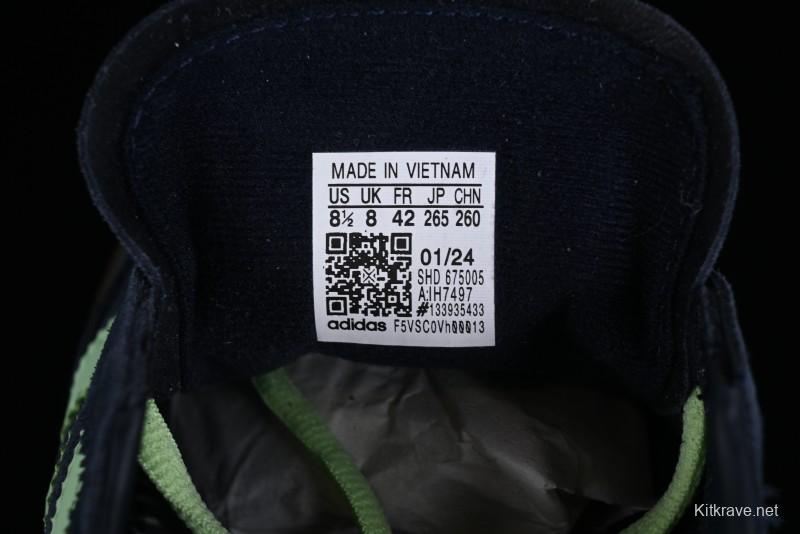 MADE IN VIETNAM
US UK FR JP CHN
8½ 8 42 265 260
01/24
SHD 675005
A:IH7497
#133935433
adidas F5VSC0Vh00013
Kitkrave.net